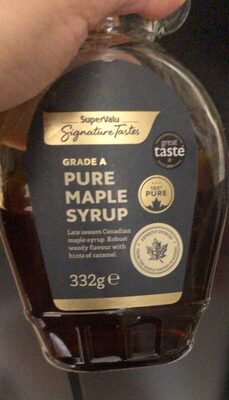 SuperValu
Signature Tastes
great
taste
GRADE A
PURE
MAPLE
SYRUP
100%
PURE
Late season Canadian
maple syrup. Robust
woody flavour with
hints of caramel.
332g e